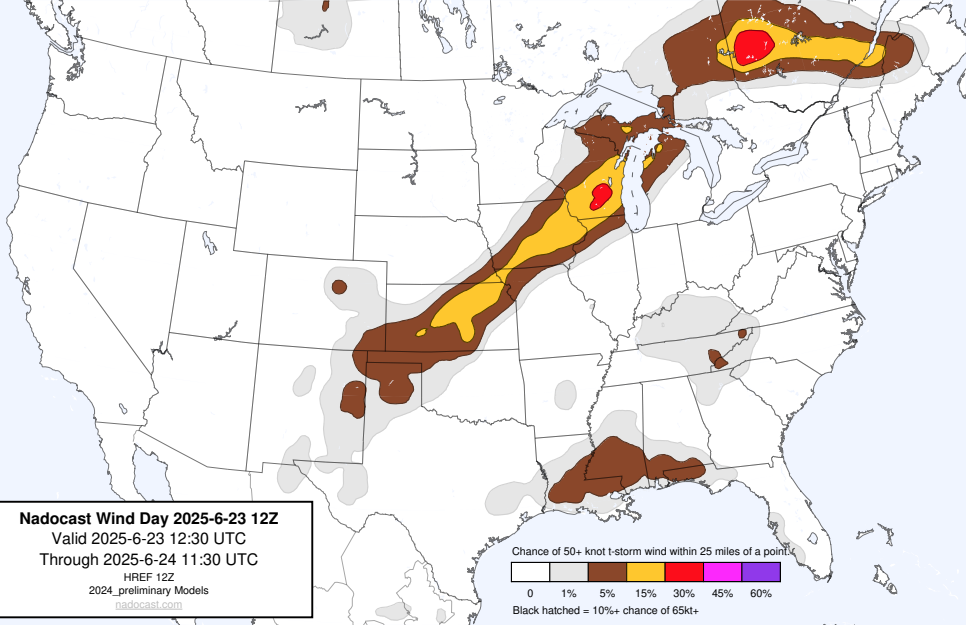 Nadocast Wind Day 2025-6-23 12Z
Valid 2025-6-23 12:30 UTC
Through 2025-6-24 11:30 UTC
HREF 12Z
2024_preliminary Models
nadocast.com
Chance of 50+ knot t-storm wind within 25 miles of a point.
0 1% 5% 15% 30% 45% 60%
Black hatched = 10%+ chance of 65kt+